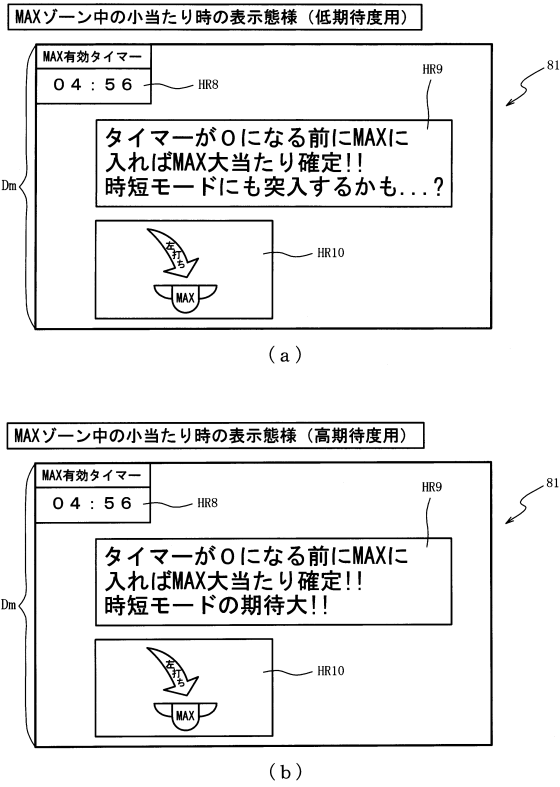 MAXゾーン中の小当たり時の表示態様（低期待度用）
MAX有効タイマー
０４：５６
HR8
HR9
81
タイマーが０になる前にMAXに
入ればMAX大当たり確定!!
時短モードにも突入するかも...?
Dm
左打ち
MAX
HR10
（a）
MAXゾーン中の小当たり時の表示態様（高期待度用）
MAX有効タイマー
０４：５６
HR8
HR9
81
タイマーが０になる前にMAXに
入ればMAX大当たり確定!!
時短モードの期待大!!
Dm
左打ち
MAX
HR10
（b）